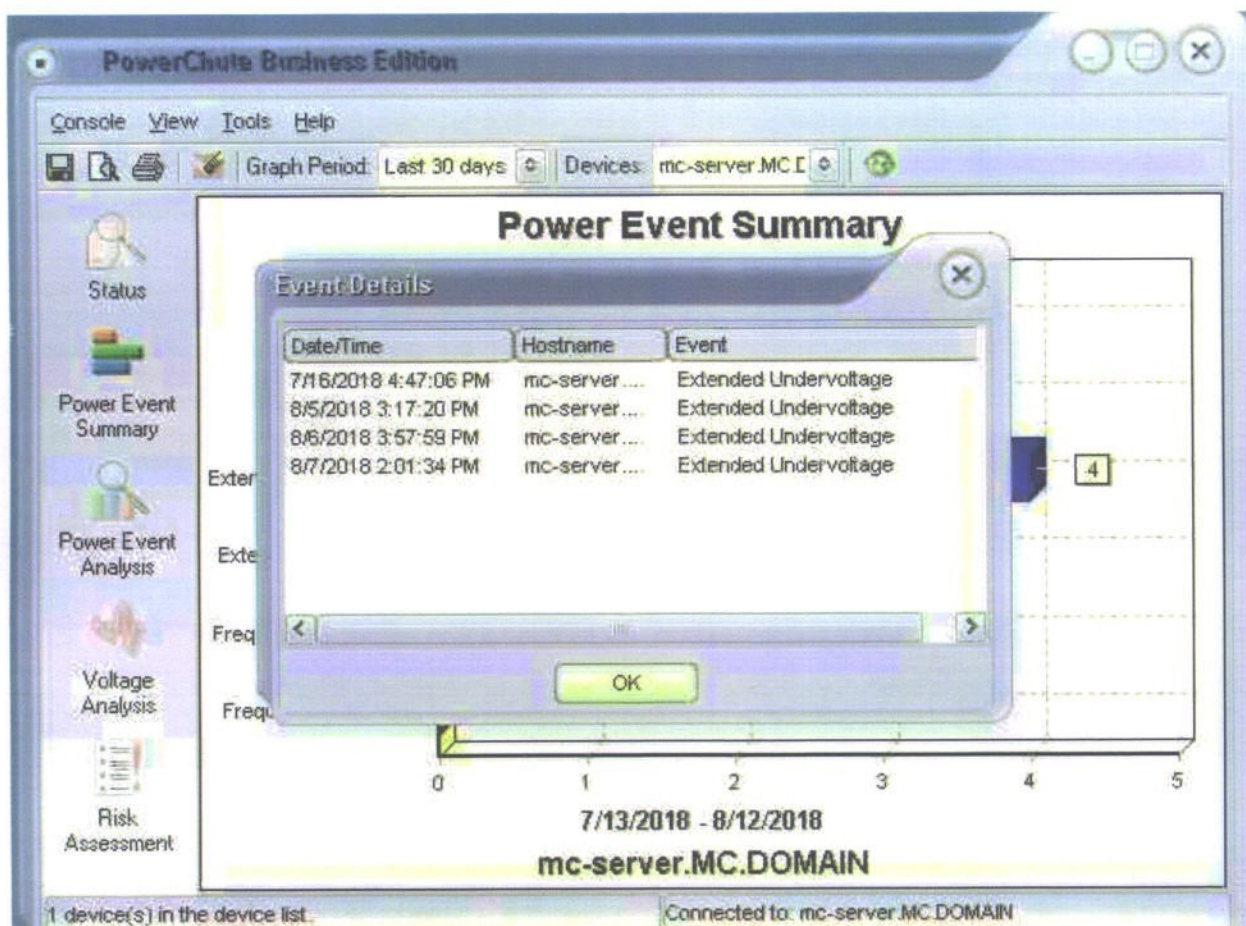 PowerChute Business Edition
Console View Tools Help
Graph Period: Last 30 days Devices: mc-server.MC.D
Power Event Summary
Status
Power Event
Summary
Power Event
Analysis
Voltage
Analysis
Risk
Assessment
Event Details
Date/Time Hostname Event
7/16/2018 4:47:06 PM mc-server.... Extended Undervoltage
8/5/2018 3:17:20 PM mc-server.... Extended Undervoltage
8/6/2018 3:57:59 PM mc-server.... Extended Undervoltage
8/7/2018 2:01:34 PM mc-server.... Extended Undervoltage
OK
Exter
Exte
Freq
Frequ
4
0 1 2 3 4 5
7/13/2018 - 8/12/2018
mc-server.MC.DOMAIN
1 device(s) in the device list. Connected to: mc-server.MC.DOMAIN